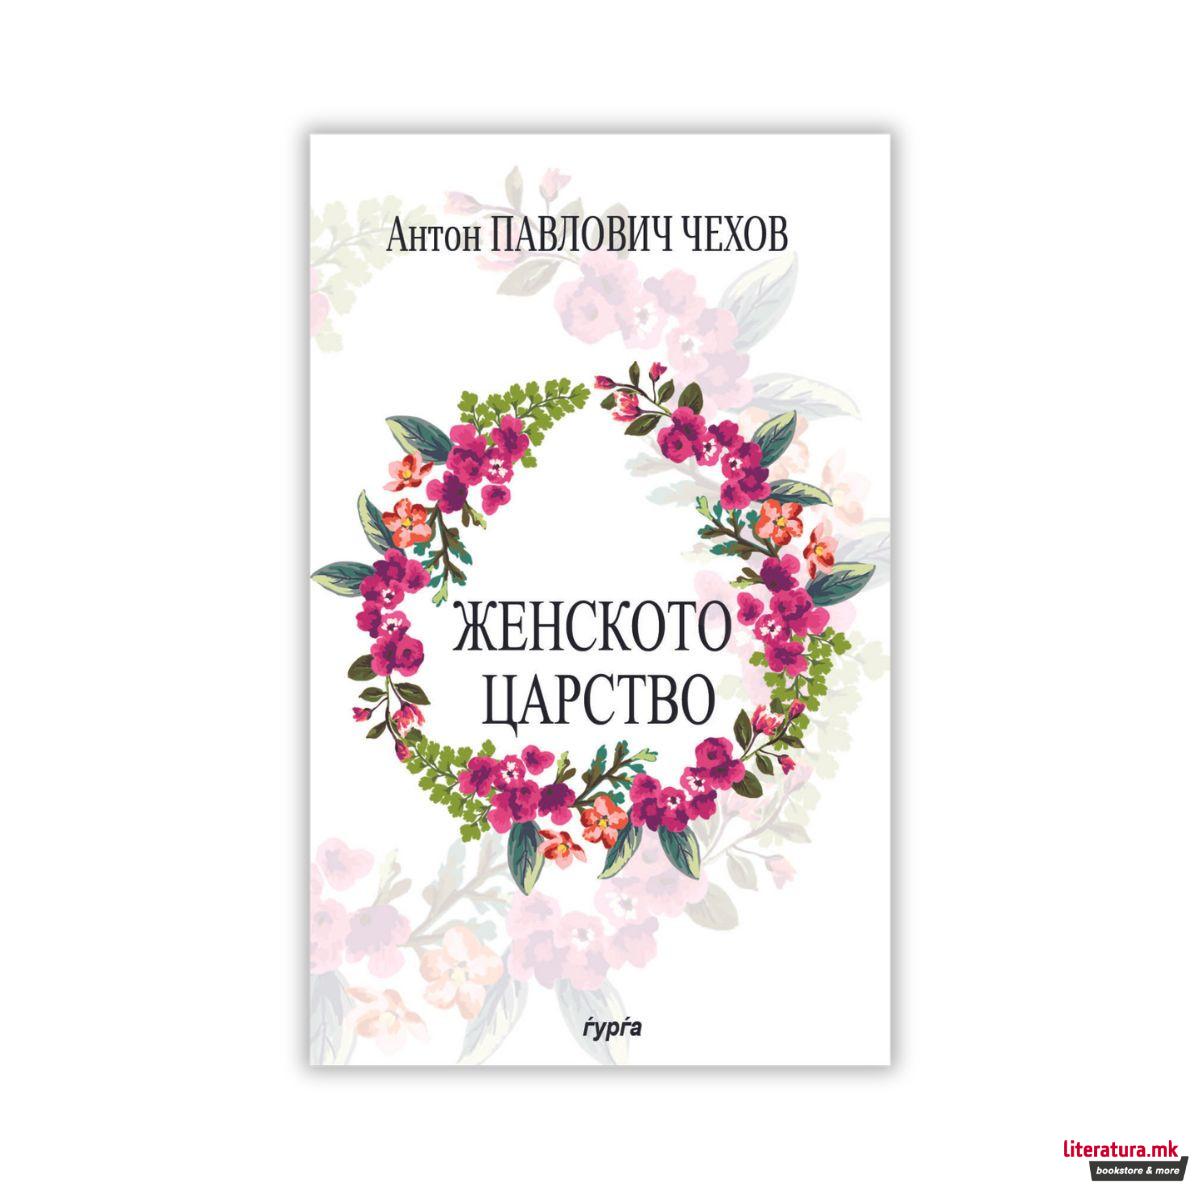 Антон ПАВЛОВИЧ ЧЕХОВ
ЖЕНСКОТО
ЦАРСТВО
ѓурѓа
literatura.mk
bookstore & more